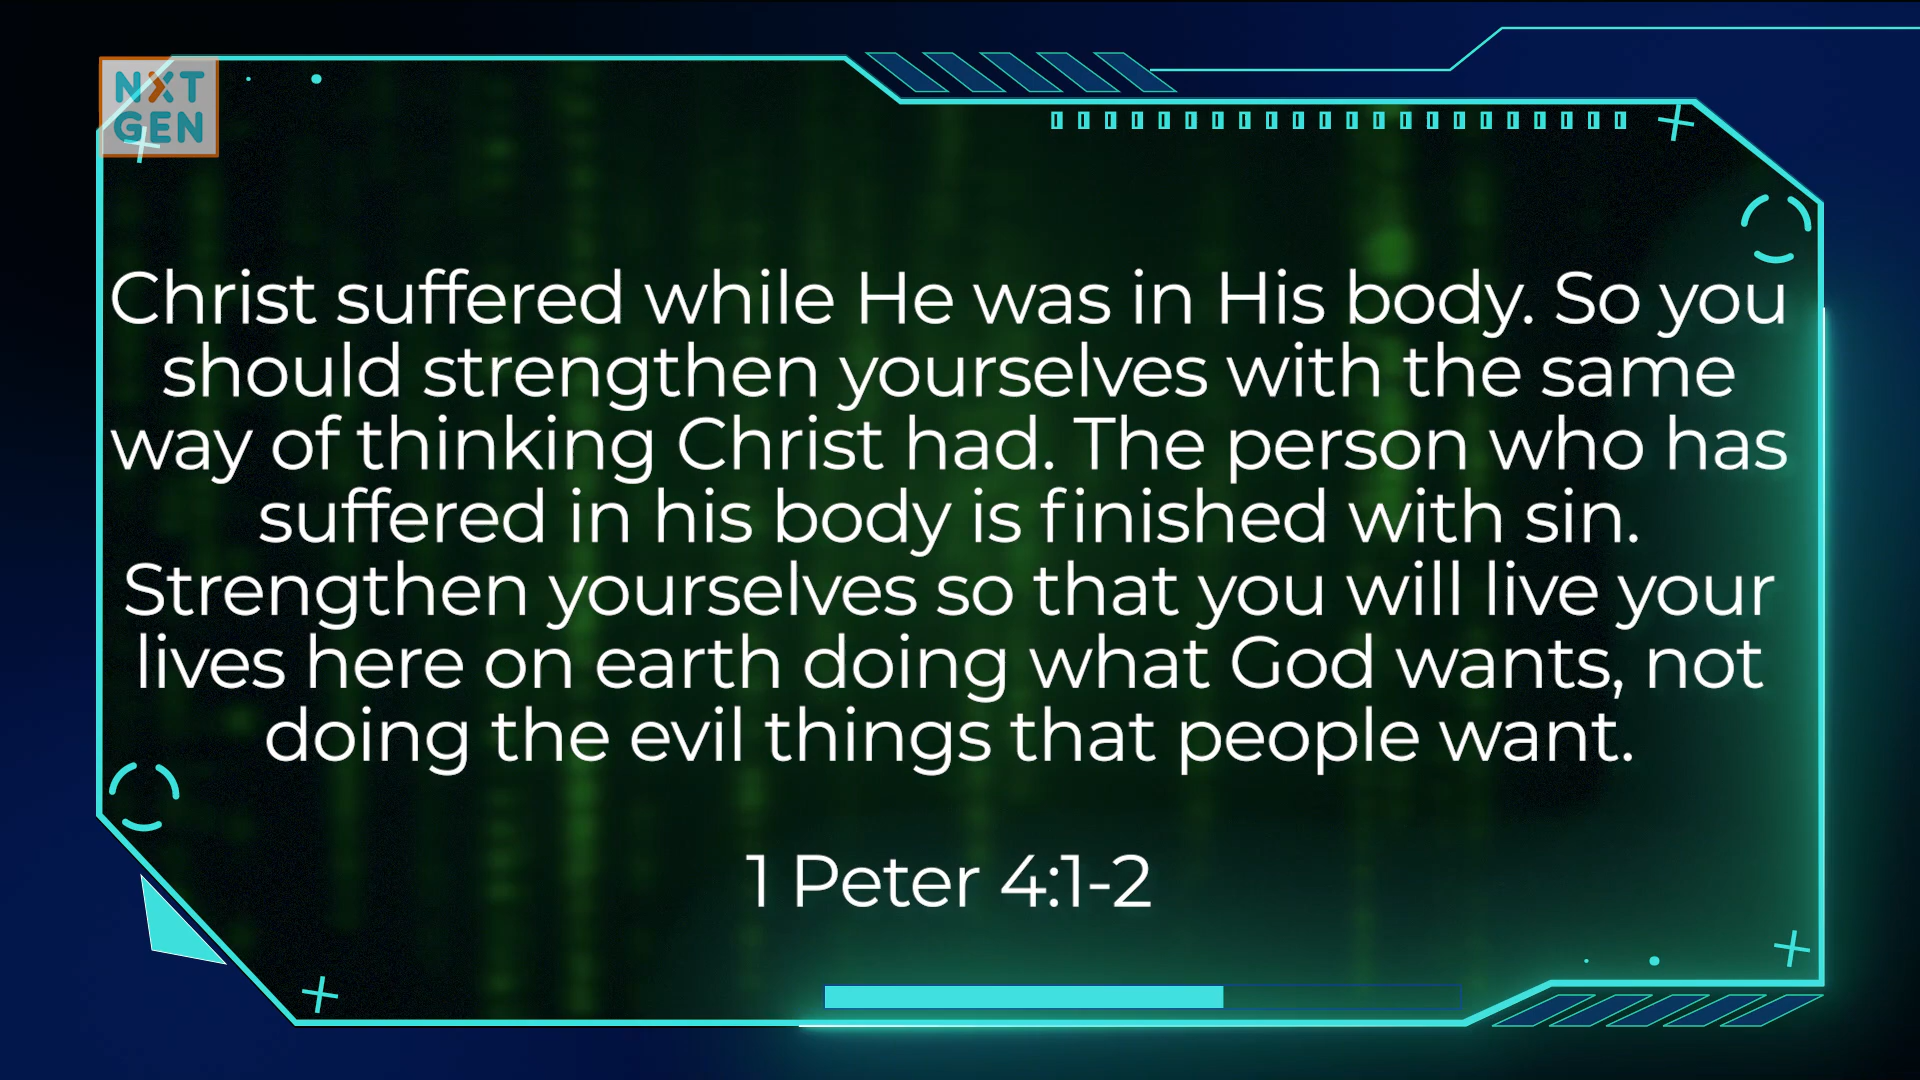 NXT
GEN
Christ suffered while He was in His body. So you
should strengthen yourselves with the same
way of thinking Christ had. The person who has
suffered in his body is finished with sin.
Strengthen yourselves so that you will live your
lives here on earth doing what God wants, not
doing the evil things that people want.
1 Peter 4:1-2